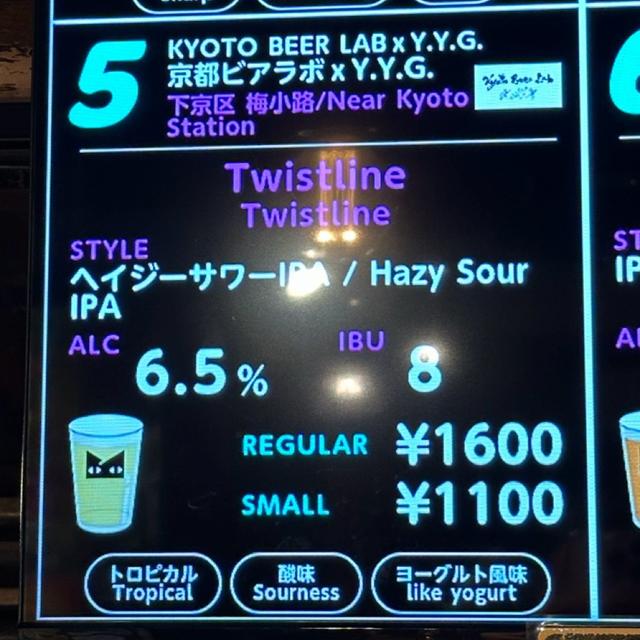 5
KYOTO BEER LAB x Y.Y.G.
京都ビアラボ x Y.Y.G.
下京区 梅小路/Near Kyoto
Station
Twistline
Twistline
STYLE
ヘイジーサワーIPA / Hazy Sour
IPA
ALC
6.5%
IBU
8
REGULAR ¥1600
SMALL ¥1100
トロピカル
Tropical
酸味
Sourness
ヨーグルト風味
like yogurt